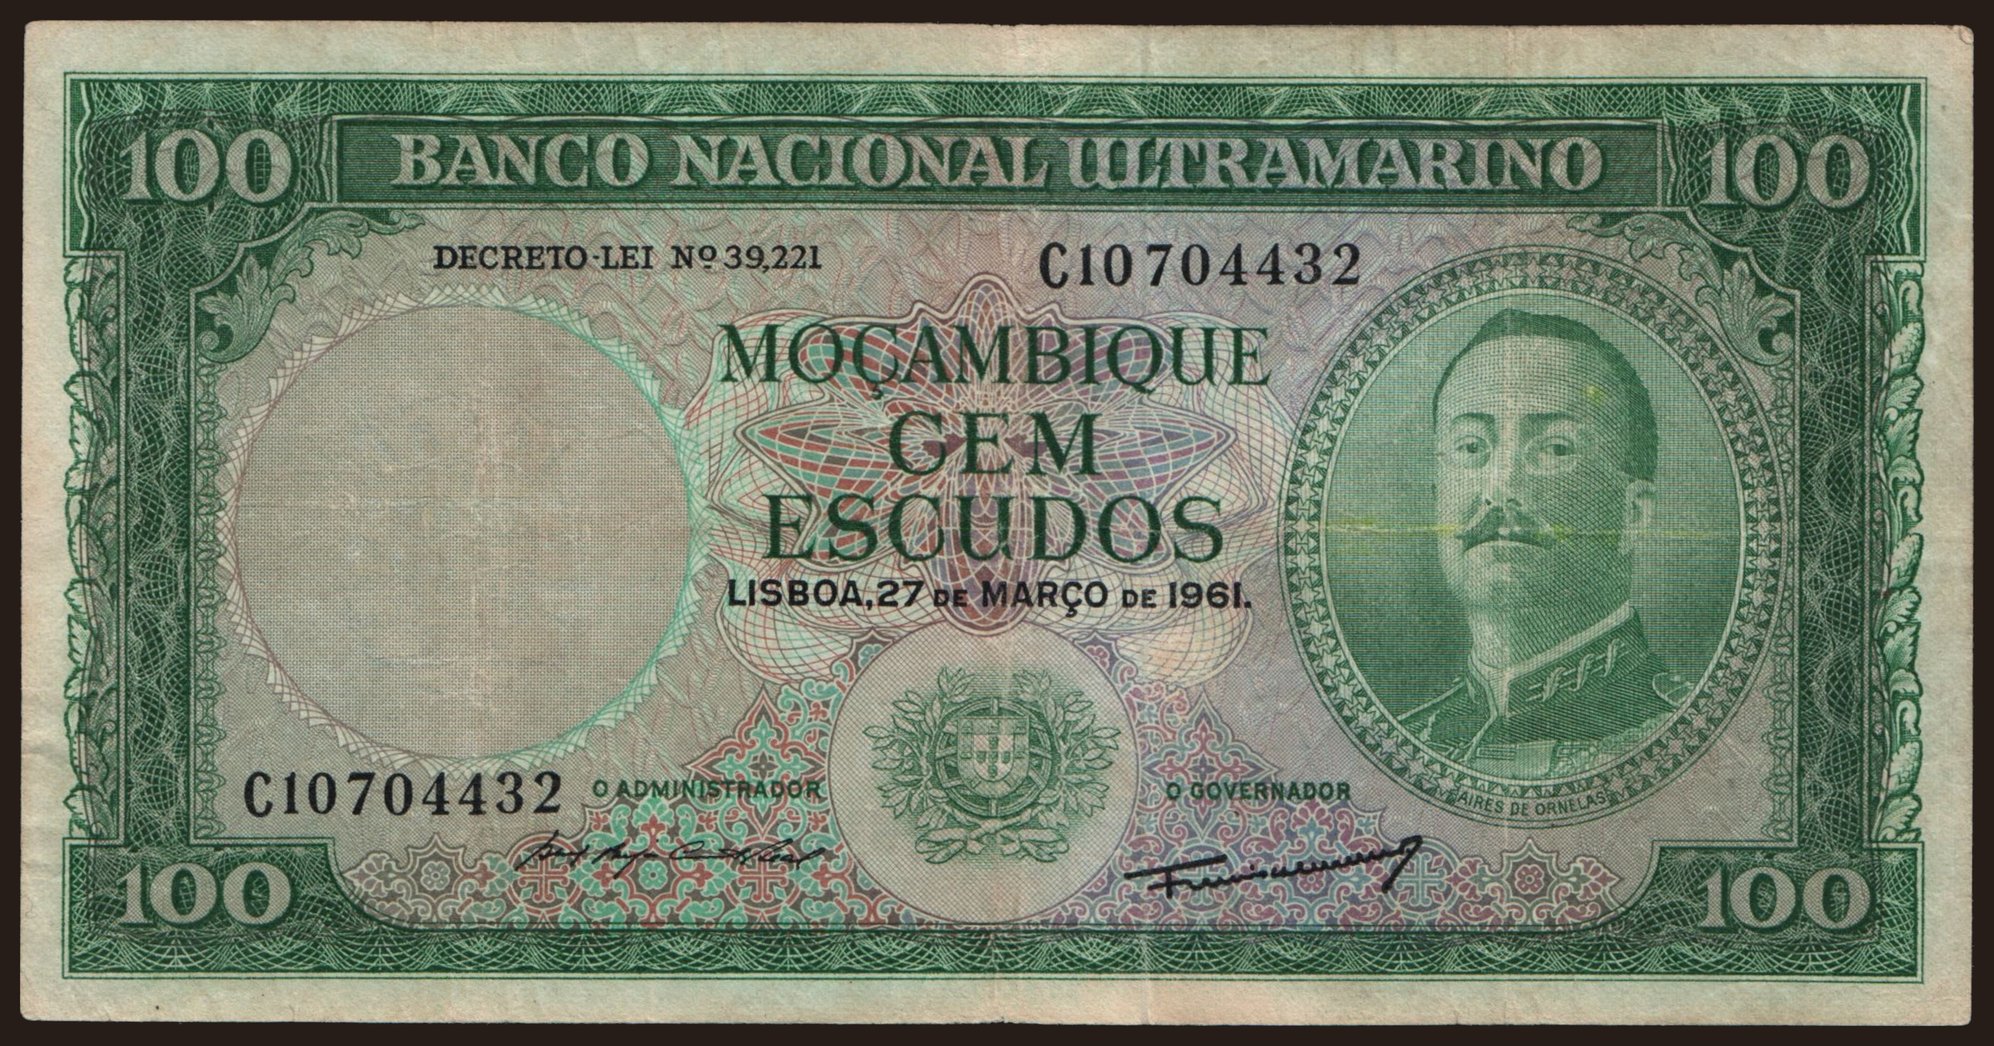 100 BANCO NACIONAL ULTRAMARINO 100
DECRETO-LEI Nº 39,221 C10704432
MOÇAMBIQUE
CEM
ESCUDOS
LISBOA, 27 DE MARÇO DE 1961.
C10704432 O ADMINISTRADOR O GOVERNADOR
AIRES DE ORNELAS
100 100